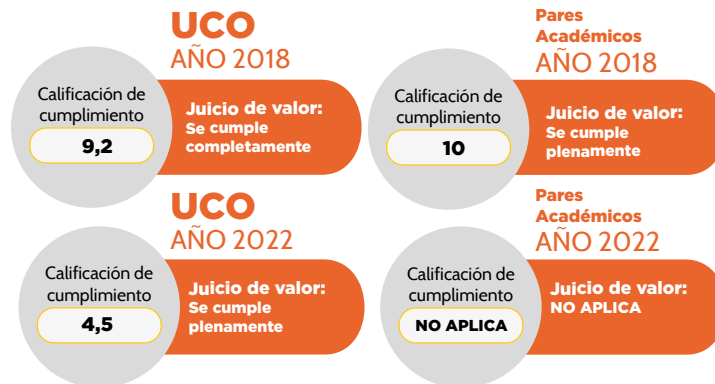 UCO
AÑO 2018
Calificación de
cumplimiento
9,2
Juicio de valor:
Se cumple
completamente
Pares
Académicos
AÑO 2018
Calificación de
cumplimiento
10
Juicio de valor:
Se cumple
plenamente
UCO
AÑO 2022
Calificación de
cumplimiento
4,5
Juicio de valor:
Se cumple
plenamente
Pares
Académicos
AÑO 2022
Calificación de
cumplimiento
NO APLICA
Juicio de valor:
NO APLICA